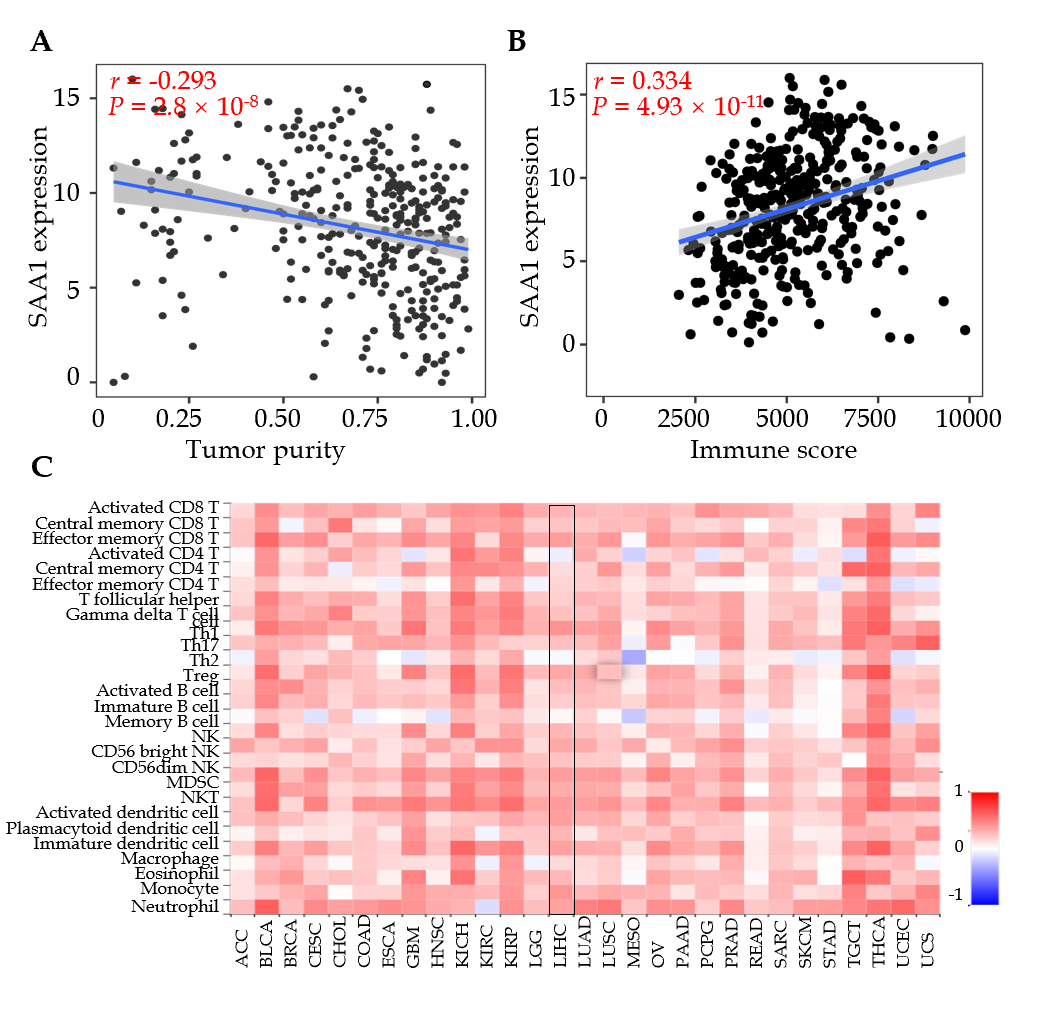 A
r = -0.293
P = 2.8 × 10-8
SAA1 expression
15
10
5
0
0
0.25
0.50
0.75
1.00
Tumor purity
B
r = 0.334
P = 4.93 × 10-11
SAA1 expression
15
10
5
0
0
2500
5000
7500
10000
Immune score
C
Activated CD8 T
Central memory CD8 T
Effector memory CD8 T
Activated CD4 T
Central memory CD4 T
Effector memory CD4 T
T follicular helper
Gamma delta T cell
cell
Th1
Th17
Th2
Treg
Activated B cell
Immature B cell
Memory B cell
NK
CD56 bright NK
CD56dim NK
MDSC
NKT
Activated dendritic cell
Plasmacytoid dendritic cell
Immature dendritic cell
Macrophage
Eosinophil
Monocyte
Neutrophil
ACC
BLCA
BRCA
CESC
CHOL
COAD
ESCA
GBM
HNSC
KICH
KIRC
KIRP
LGG
LIHC
LUAD
LUSC
MESO
OV
PAAD
PCPG
PRAD
READ
SARC
SKCM
STAD
TGCT
THCA
UCEC
UCS
1
0
-1